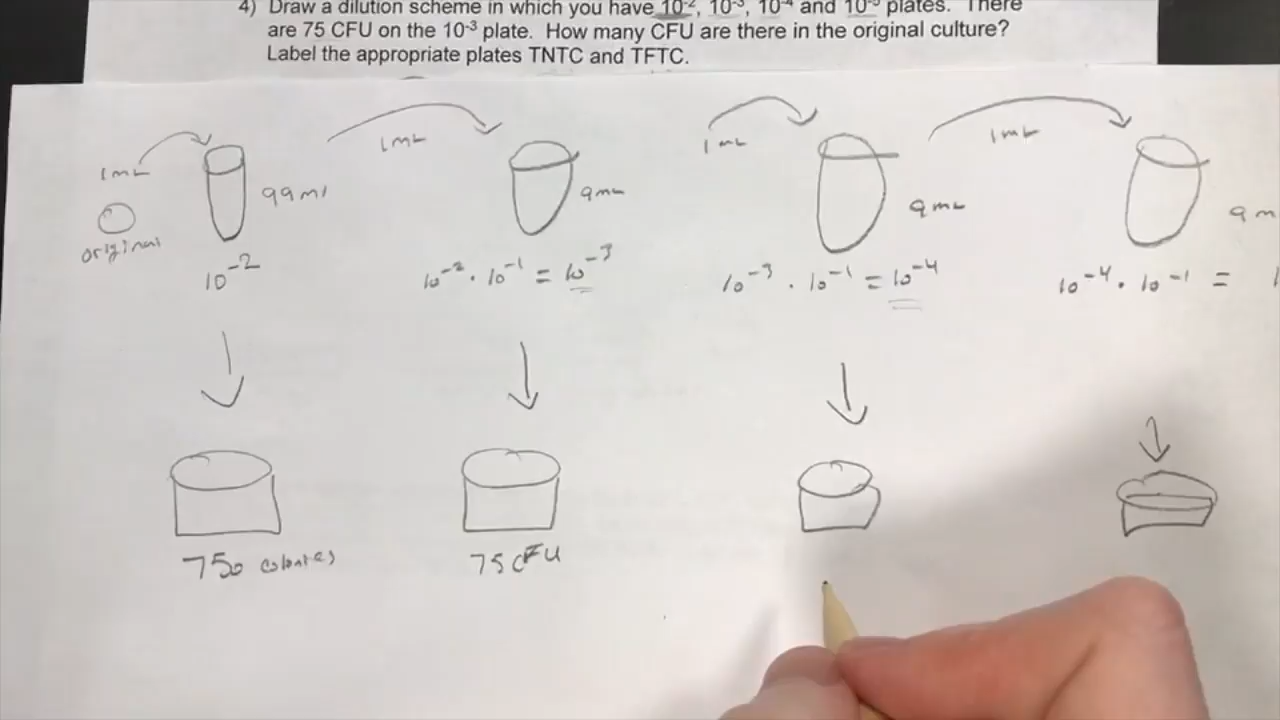 4) Draw a dilution scheme in which you have 10⁻², 10⁻³, 10⁻⁴ and 10⁻⁵ plates. There
are 75 CFU on the 10⁻³ plate. How many CFU are there in the original culture?
Label the appropriate plates TNTC and TFTC.
1mL 1mL 1mL 1mL
99ml 9mL 9mL 9m
original
10⁻² 10⁻² · 10⁻¹ = 10⁻³ 10⁻³ · 10⁻¹ = 10⁻⁴ 10⁻⁴ · 10⁻¹ = 1
750 colonies 75 CFU